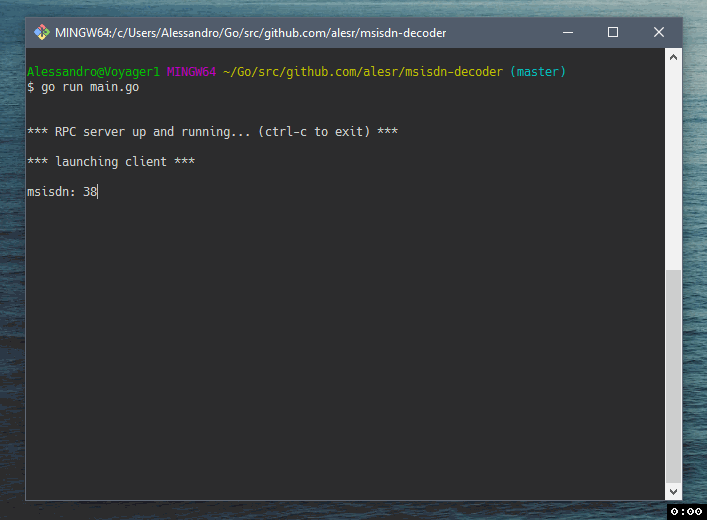 MINGW64:/c/Users/Alessandro/Go/src/github.com/alesr/msisdn-decoder
Alessandro@Voyager1 MINGW64 ~/Go/src/github.com/alesr/msisdn-decoder (master)
$ go run main.go
*** RPC server up and running... (ctrl-c to exit) ***
*** launching client ***
msisdn: 38
0:00